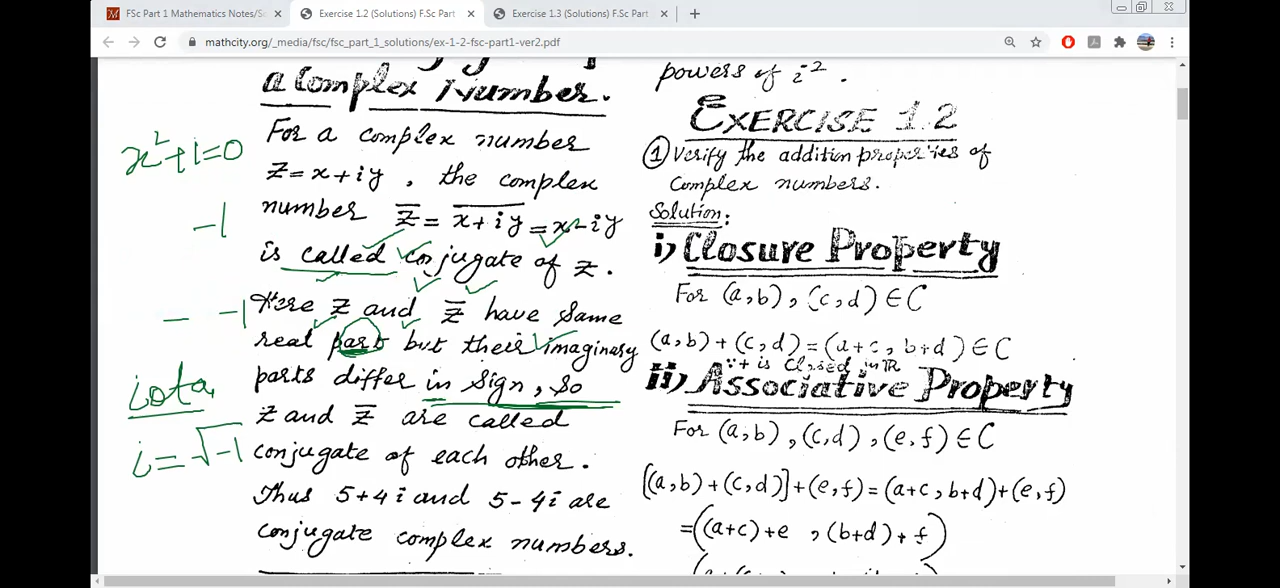 FSc Part 1 Mathematics Notes/So
Exercise 1.2 (Solutions) F.Sc Part
Exercise 1.3 (Solutions) F.Sc Part
mathcity.org/_media/fsc/fsc_part_1_solutions/ex-1-2-fsc-part1-ver2.pdf
a Complex Number.
For a complex number
z = x + iy , the complex
number z̅ = \overline{x + iy} = x - iy
is called Conjugate of z.
Here z and z̅ have same
real part but their imaginary
parts differ in sign, so
z and z̅ are called
conjugate of each other.
Thus 5+4i and 5-4i are
conjugate complex numbers.
x²+1=0
-1
- -1
iota
i = √-1
powers of i².
EXERCISE 1.2
① Verify the addition properties of
Complex numbers.
Solution:
i) Closure Property
For (a,b), (c,d) ∈ C
(a,b) + (c,d) = (a+c, b+d) ∈ C
∵ + is Closed in ℝ
ii) Associative Property
For (a,b), (c,d), (e,f) ∈ C
[(a,b) + (c,d)] + (e,f) = (a+c, b+d) + (e,f)
= ((a+c)+e , (b+d)+f)